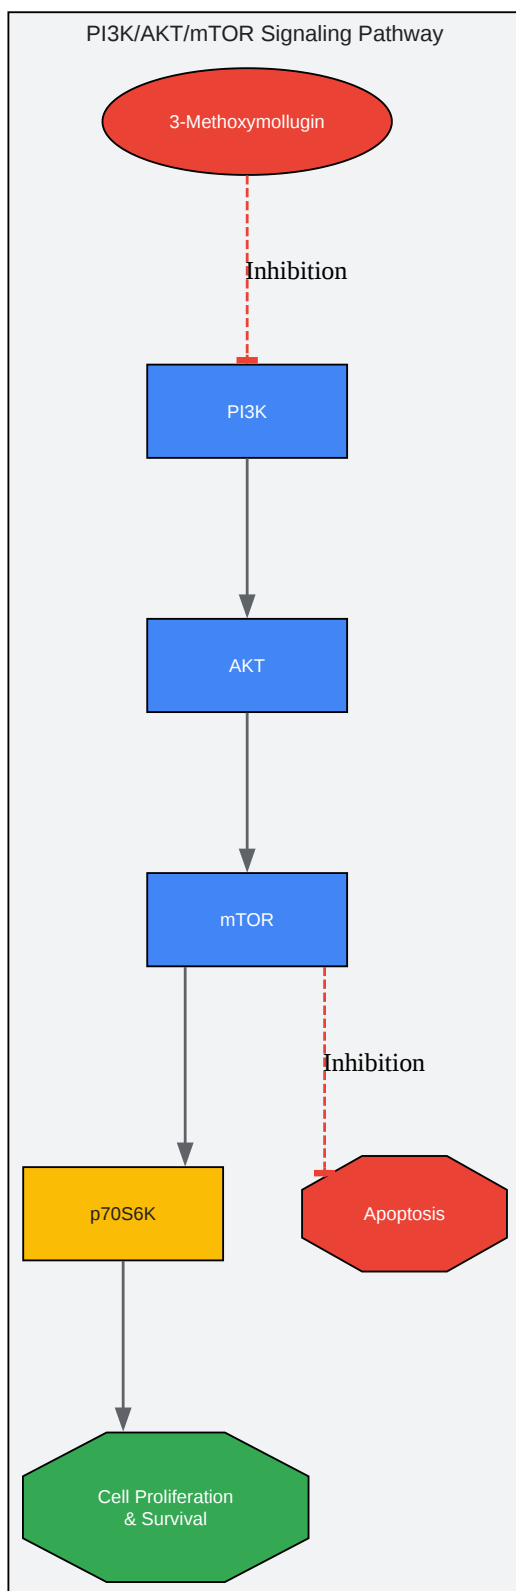 PI3K/AKT/mTOR Signaling Pathway
3-Methoxymollugin
Inhibition
PI3K
AKT
mTOR
Inhibition
p70S6K
Apoptosis
Cell Proliferation
& Survival